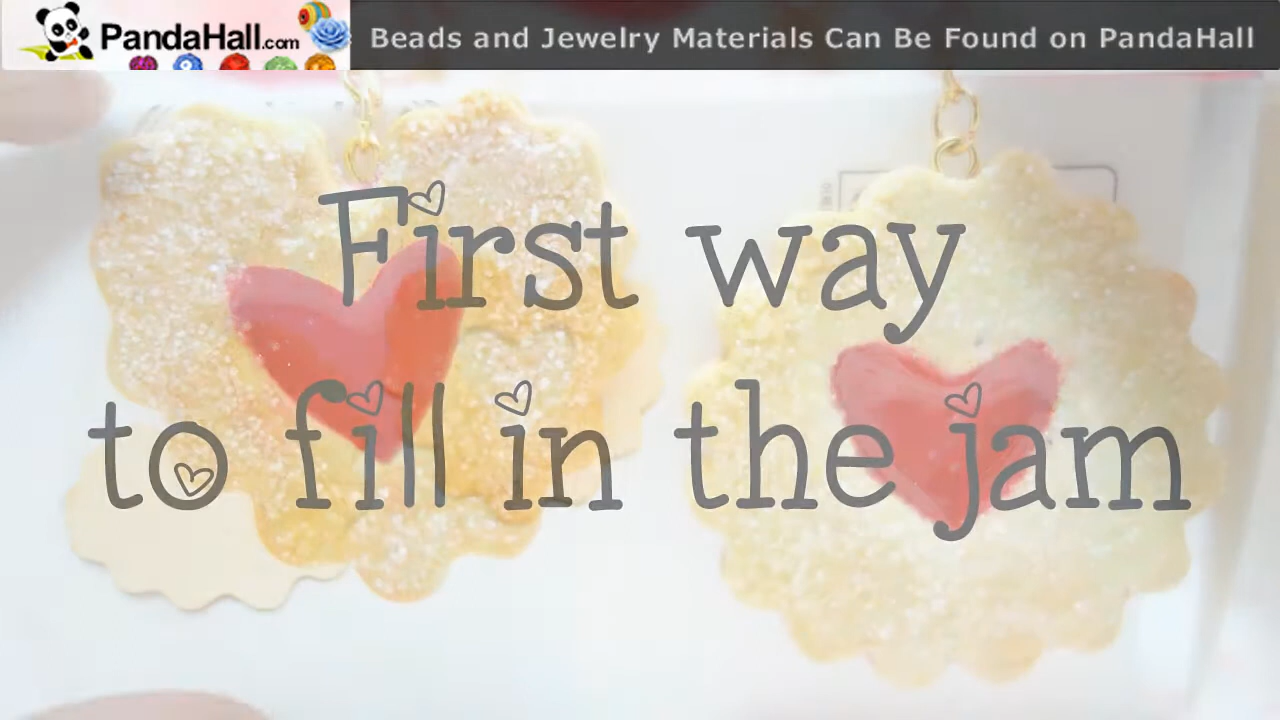 PandaHall.com
Beads and Jewelry Materials Can Be Found on PandaHall
First way
to fill in the jam